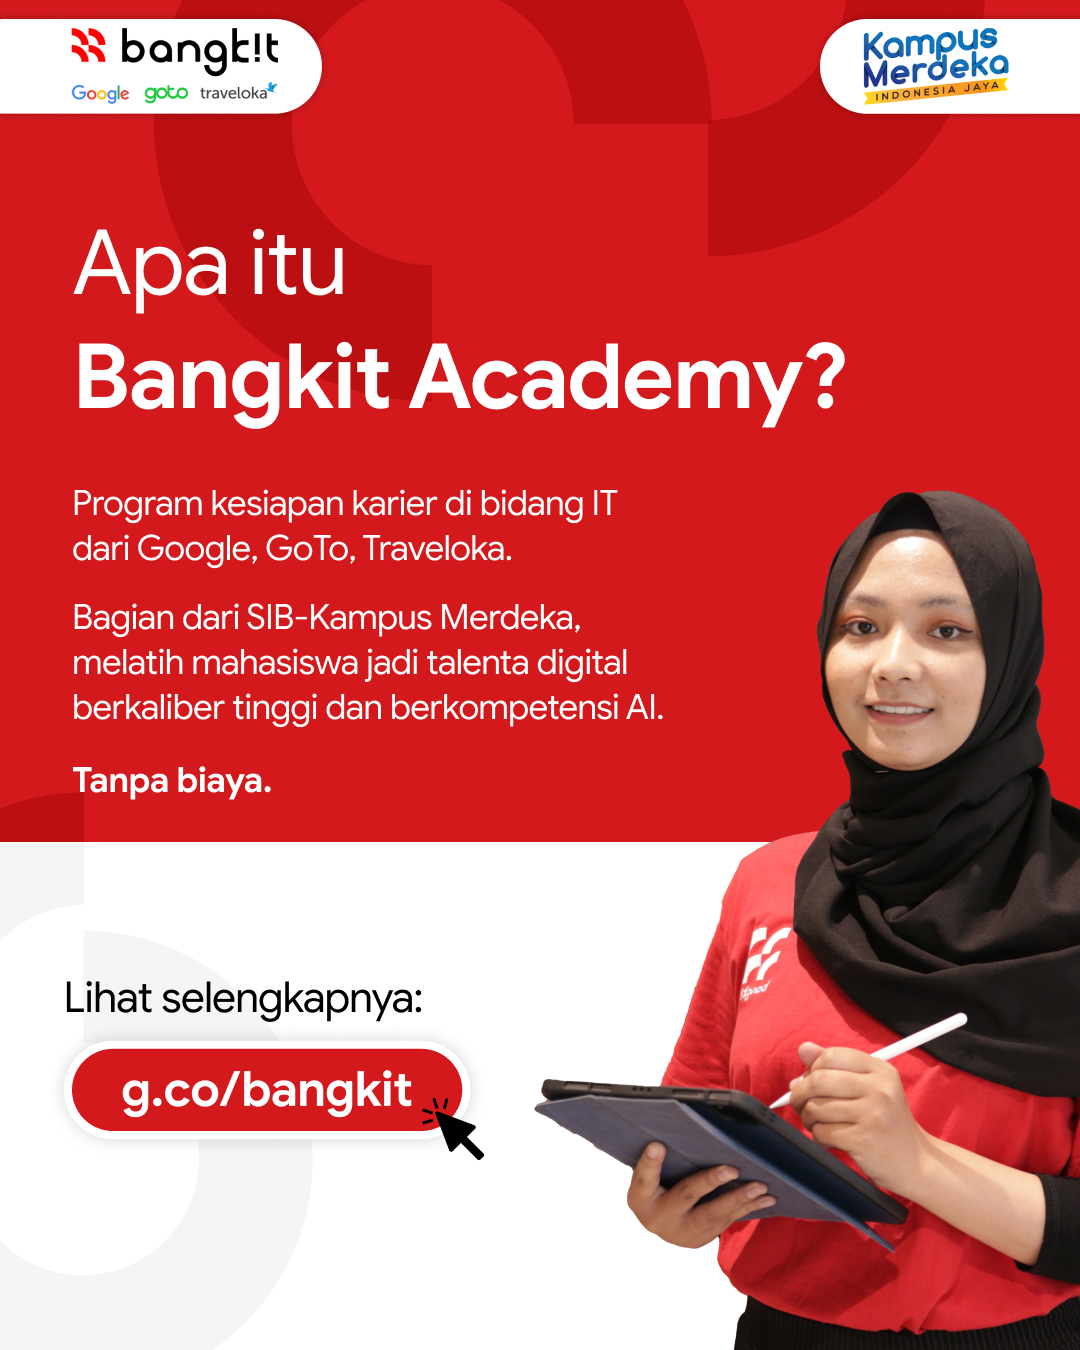 bangk!t
Google goto traveloka
Kampus
Merdeka
INDONESIA JAYA
Apa itu
Bangkit Academy?
Program kesiapan karier di bidang IT
dari Google, GoTo, Traveloka.
Bagian dari SIB-Kampus Merdeka,
melatih mahasiswa jadi talenta digital
berkaliber tinggi dan berkompetensi AI.
Tanpa biaya.
Lihat selengkapnya:
g.co/bangkit